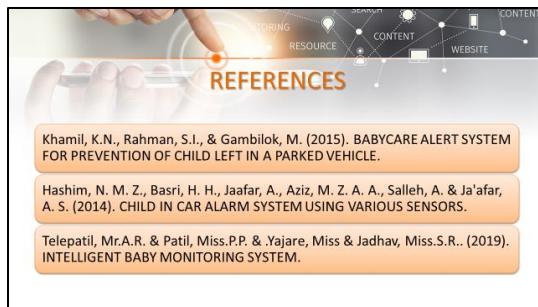 SEARCH
CONTENT
RESOURCE
CONTENT
WEBSITE
REFERENCES
Khamil, K.N., Rahman, S.I., & Gambilok, M. (2015). BABYCARE ALERT SYSTEM
FOR PREVENTION OF CHILD LEFT IN A PARKED VEHICLE.
Hashim, N. M. Z., Basri, H. H., Jaafar, A., Aziz, M. Z. A. A., Salleh, A. & Ja'afar,
A. S. (2014). CHILD IN CAR ALARM SYSTEM USING VARIOUS SENSORS.
Telepatil, Mr.A.R. & Patil, Miss.P.P. & .Yajare, Miss & Jadhav, Miss.S.R.. (2019).
INTELLIGENT BABY MONITORING SYSTEM.